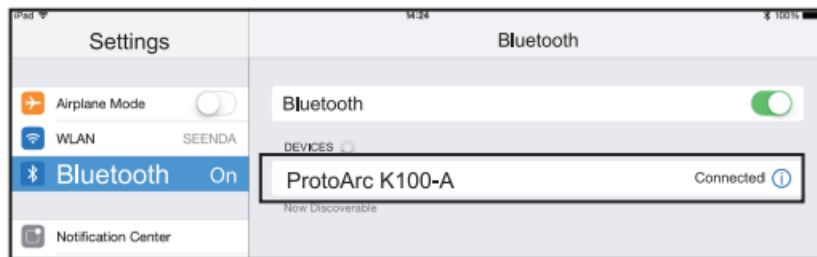 iPad 14:24 100%
Settings
Bluetooth
Airplane Mode
WLAN SEENDA
Bluetooth On
Notification Center
Bluetooth
DEVICES
ProtoArc K100-A Connected
Now Discoverable